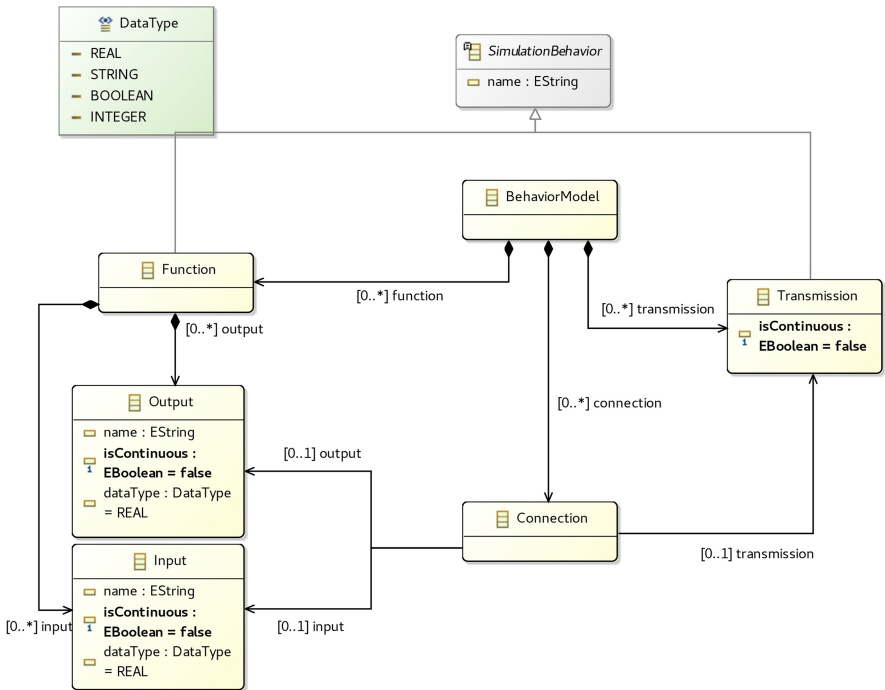 DataType
REAL
STRING
BOOLEAN
INTEGER
SimulationBehavior
name : EString
BehaviorModel
Function
[0..*] function
[0..*] transmission
Transmission
isContinuous :
EBoolean = false
[0..*] output
Output
name : EString
isContinuous :
EBoolean = false
dataType : DataType
= REAL
[0..*] connection
[0..1] output
Connection
[0..1] transmission
Input
name : EString
isContinuous :
EBoolean = false
dataType : DataType
= REAL
[0..*] input
[0..1] input